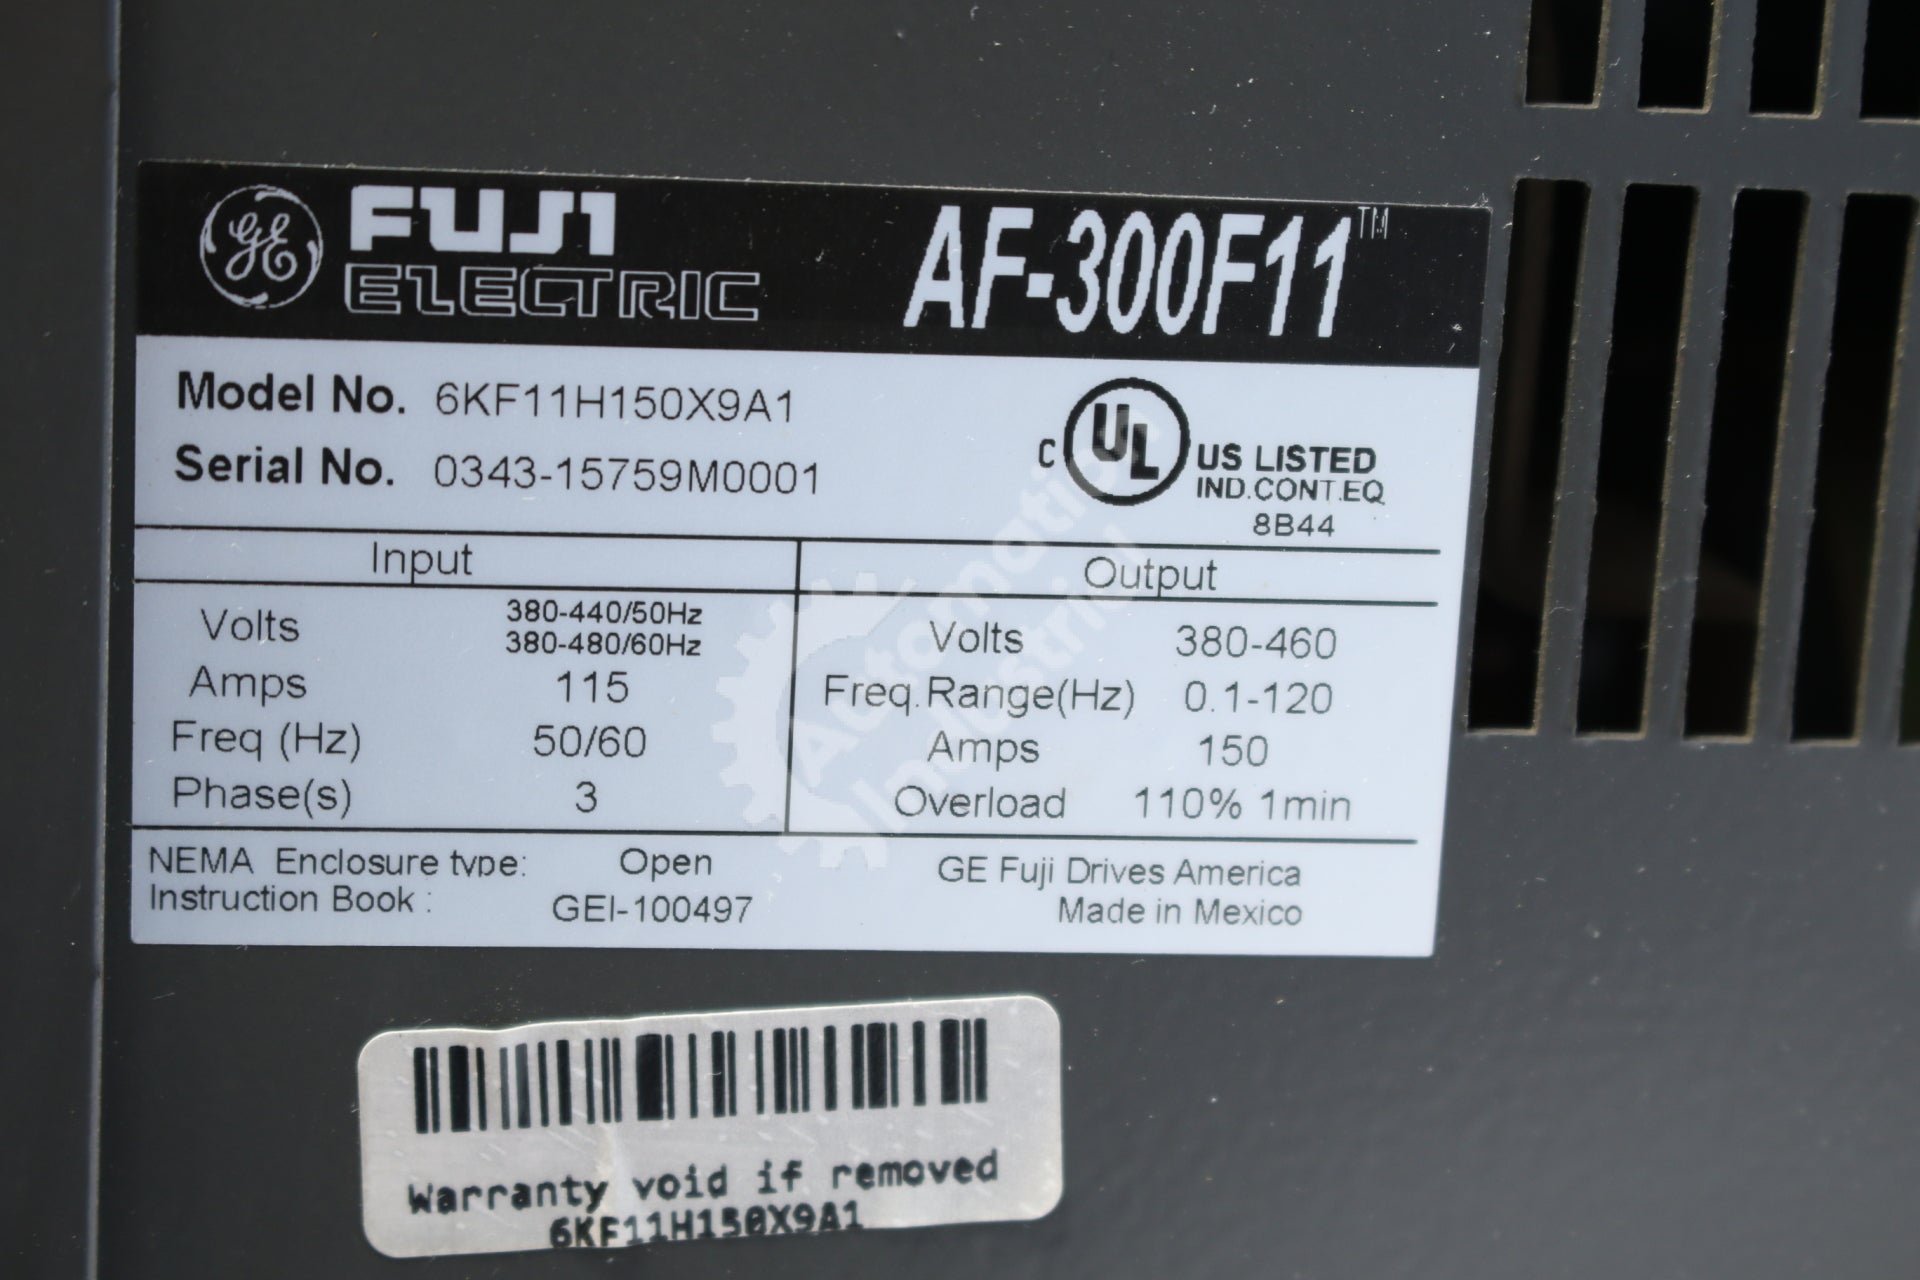 GE FUJI ELECTRIC AF-300F11™
Model No. 6KF11H150X9A1
Serial No. 0343-15759M0001
C UL US LISTED
IND.CONT.EQ
8B44
Input Output
Volts 380-440/50Hz
380-480/60Hz
Volts 380-460
Amps 115
Freq.Range(Hz) 0.1-120
Freq (Hz) 50/60
Amps 150
Phase(s) 3
Overload 110% 1min
NEMA Enclosure type: Open
Instruction Book : GEI-100497
GE Fuji Drives America
Made in Mexico
Automation
Industrial
Warranty void if removed
6KF11H150X9A1